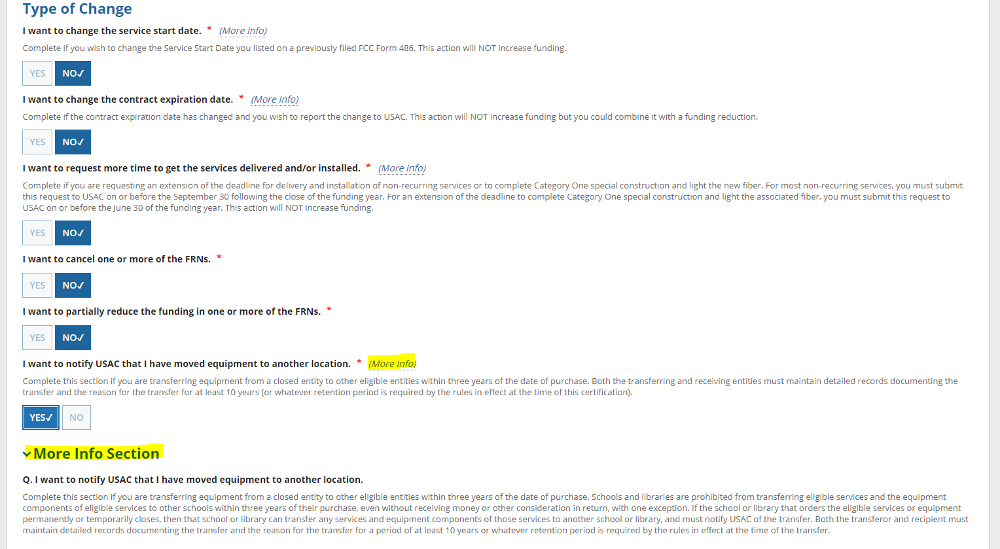 Type of Change
I want to change the service start date. * (More Info)
Complete if you wish to change the Service Start Date you listed on a previously filed FCC Form 486. This action will NOT increase funding.
YES NO✓
I want to change the contract expiration date. * (More Info)
Complete if the contract expiration date has changed and you wish to report the change to USAC. This action will NOT increase funding but you could combine it with a funding reduction.
YES NO✓
I want to request more time to get the services delivered and/or installed. * (More Info)
Complete if you are requesting an extension of the deadline for delivery and installation of non-recurring services or to complete Category One special construction and light the new fiber. For most non-recurring services, you must submit
this request to USAC on or before the September 30 following the close of the funding year. For an extension of the deadline to complete Category One special construction and light the associated fiber, you must submit this request to
USAC on or before the June 30 of the funding year. This action will NOT increase funding.
YES NO✓
I want to cancel one or more of the FRNs. *
YES NO✓
I want to partially reduce the funding in one or more of the FRNs. *
YES NO✓
I want to notify USAC that I have moved equipment to another location. * (More Info)
Complete this section if you are transferring equipment from a closed entity to other eligible entities within three years of the date of purchase. Both the transferring and receiving entities must maintain detailed records documenting the
transfer and the reason for the transfer for at least 10 years (or whatever retention period is required by the rules in effect at the time of this certification).
YES✓ NO
More Info Section
Q. I want to notify USAC that I have moved equipment to another location.
Complete this section if you are transferring equipment from a closed entity to other eligible entities within three years of the date of purchase. Schools and libraries are prohibited from transferring eligible services and the equipment
components of eligible services to other schools within three years of their purchase, even without receiving money or other consideration in return, with one exception. If the school or library that orders the eligible services or equipment
permanently or temporarily closes, then that school or library can transfer any services and equipment components of those services to another school or library, and must notify USAC of the transfer. Both the transferor and recipient must
maintain detailed records documenting the transfer and the reason for the transfer for a period of at least 10 years or whatever retention period is required by the rules in effect at the time of the transfer.